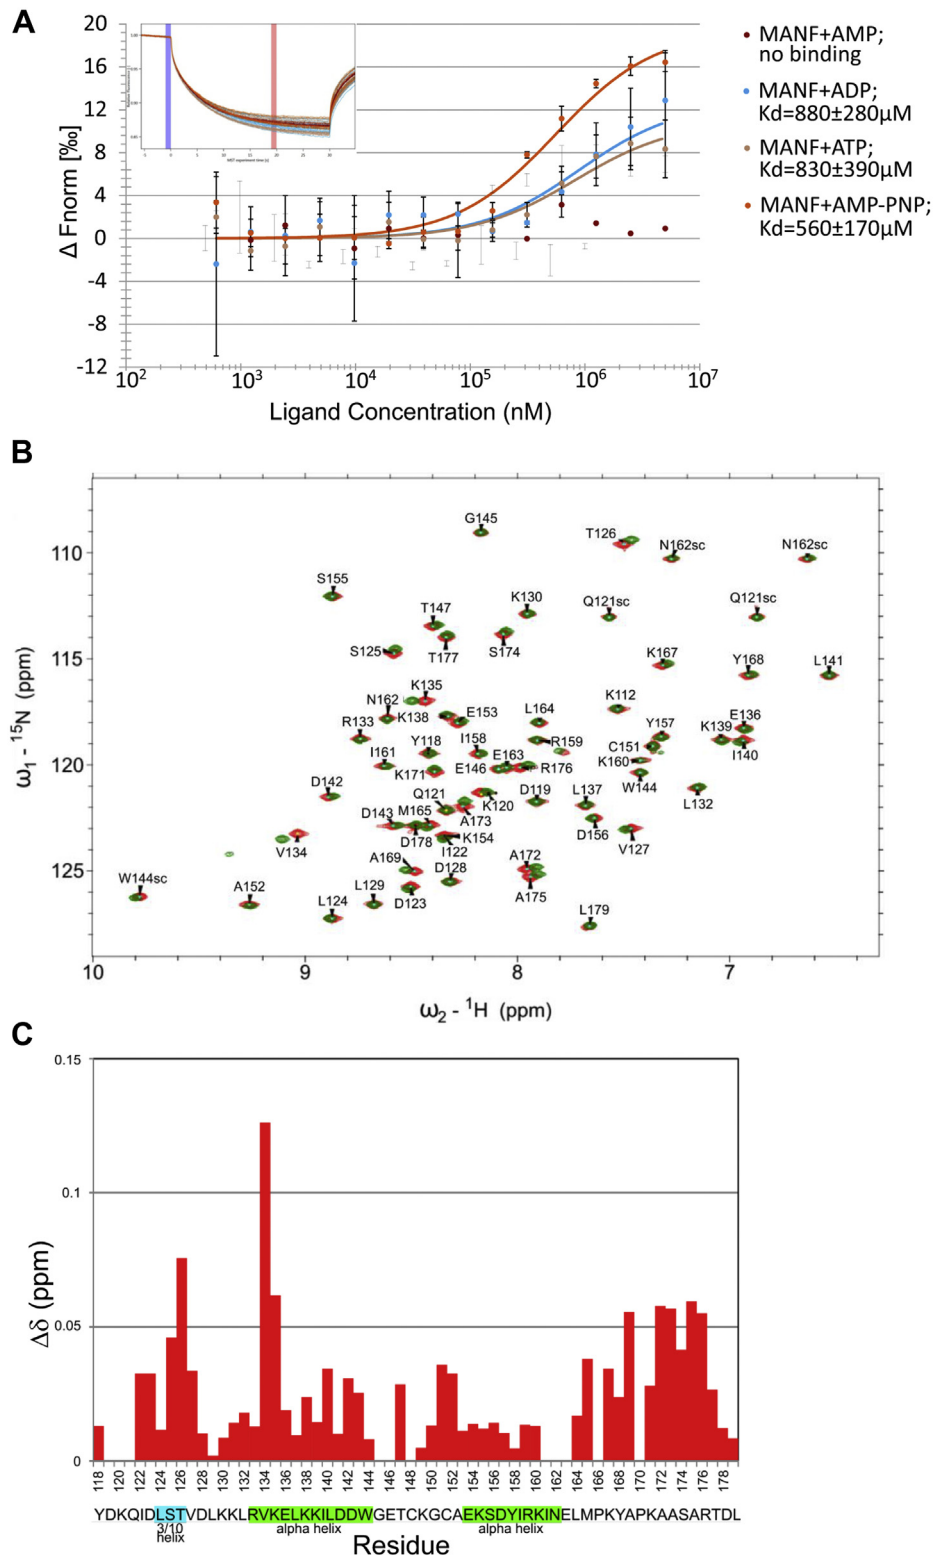 A
20
16
12
8
4
0
-4
-8
-12
Δ Fnorm [‰]
10² 10³ 10⁴ 10⁵ 10⁶ 10⁷
Ligand Concentration (nM)
MANF+AMP;
no binding
MANF+ADP;
Kd=880±280µM
MANF+ATP;
Kd=830±390µM
MANF+AMP-PNP;
Kd=560±170µM
B
G145
T126
N162sc N162sc
S155
T147 K130 Q121sc Q121sc
S125 T177 S174 K167 Y168 L141
K135
N162 K138 E153 L164 K112 E136
R133 Y118 I158 R159 Y157 K139
I161 E163 C151 I140
K171 E146 R176 K160
D142 Q121 K120 D119 L137 W144 L132
D143 M165 A173 D156
V134 D178 K154 V127
I122
A169 D128 A172
W144sc A152 L124 L129 D123 A175
L179
110
115
120
125
ω₁ - ¹⁵N (ppm)
10 9 8 7
ω₂ - ¹H (ppm)
C
0.15
0.1
0.05
0
Δδ (ppm)
118 120 122 124 126 128 130 132 134 136 138 140 142 144 146 148 150 152 154 156 158 160 162 164 166 168 170 172 174 176 178
YDKQIDLSTVDLKKLRVKELKKILDDWGETCKGCAEKSDYIRKINELMPKYAPKAASARTDL
3/10
helix
alpha helix alpha helix
Residue